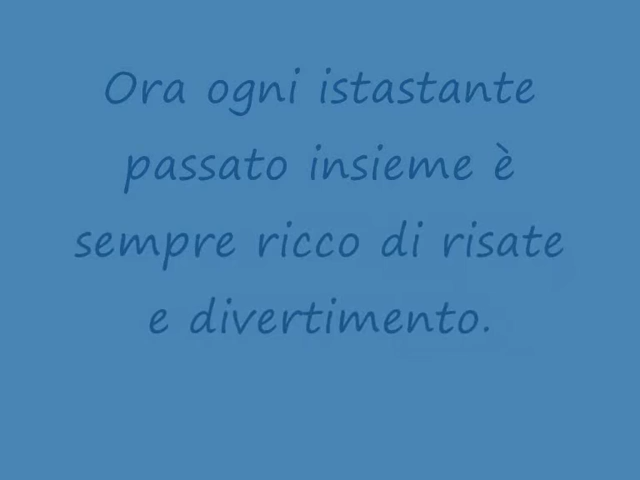 Ora ogni istastante
passato insieme è
sempre ricco di risate
e divertimento.